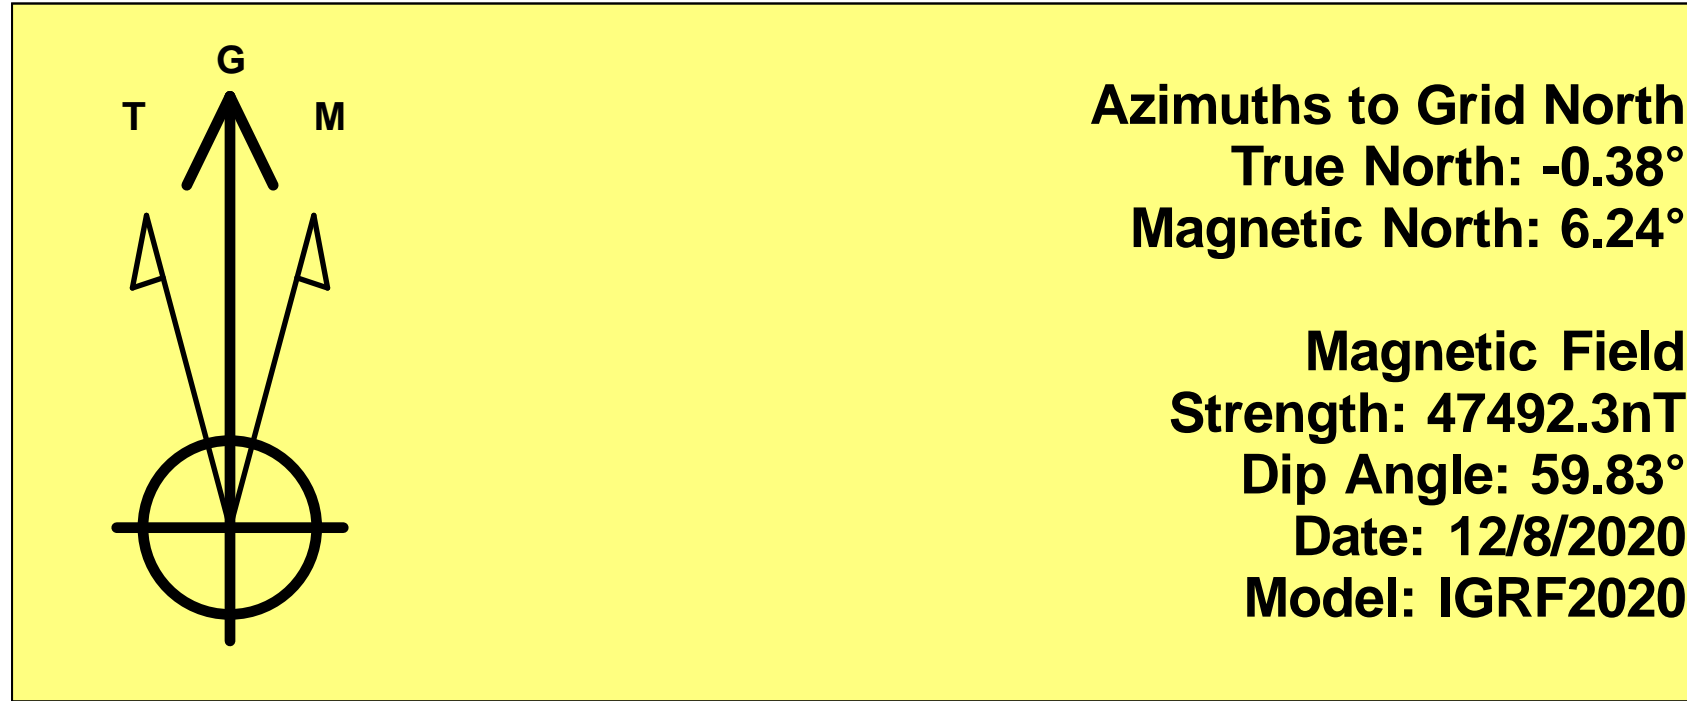 G
T M
Azimuths to Grid North
True North: -0.38°
Magnetic North: 6.24°
Magnetic Field
Strength: 47492.3nT
Dip Angle: 59.83°
Date: 12/8/2020
Model: IGRF2020